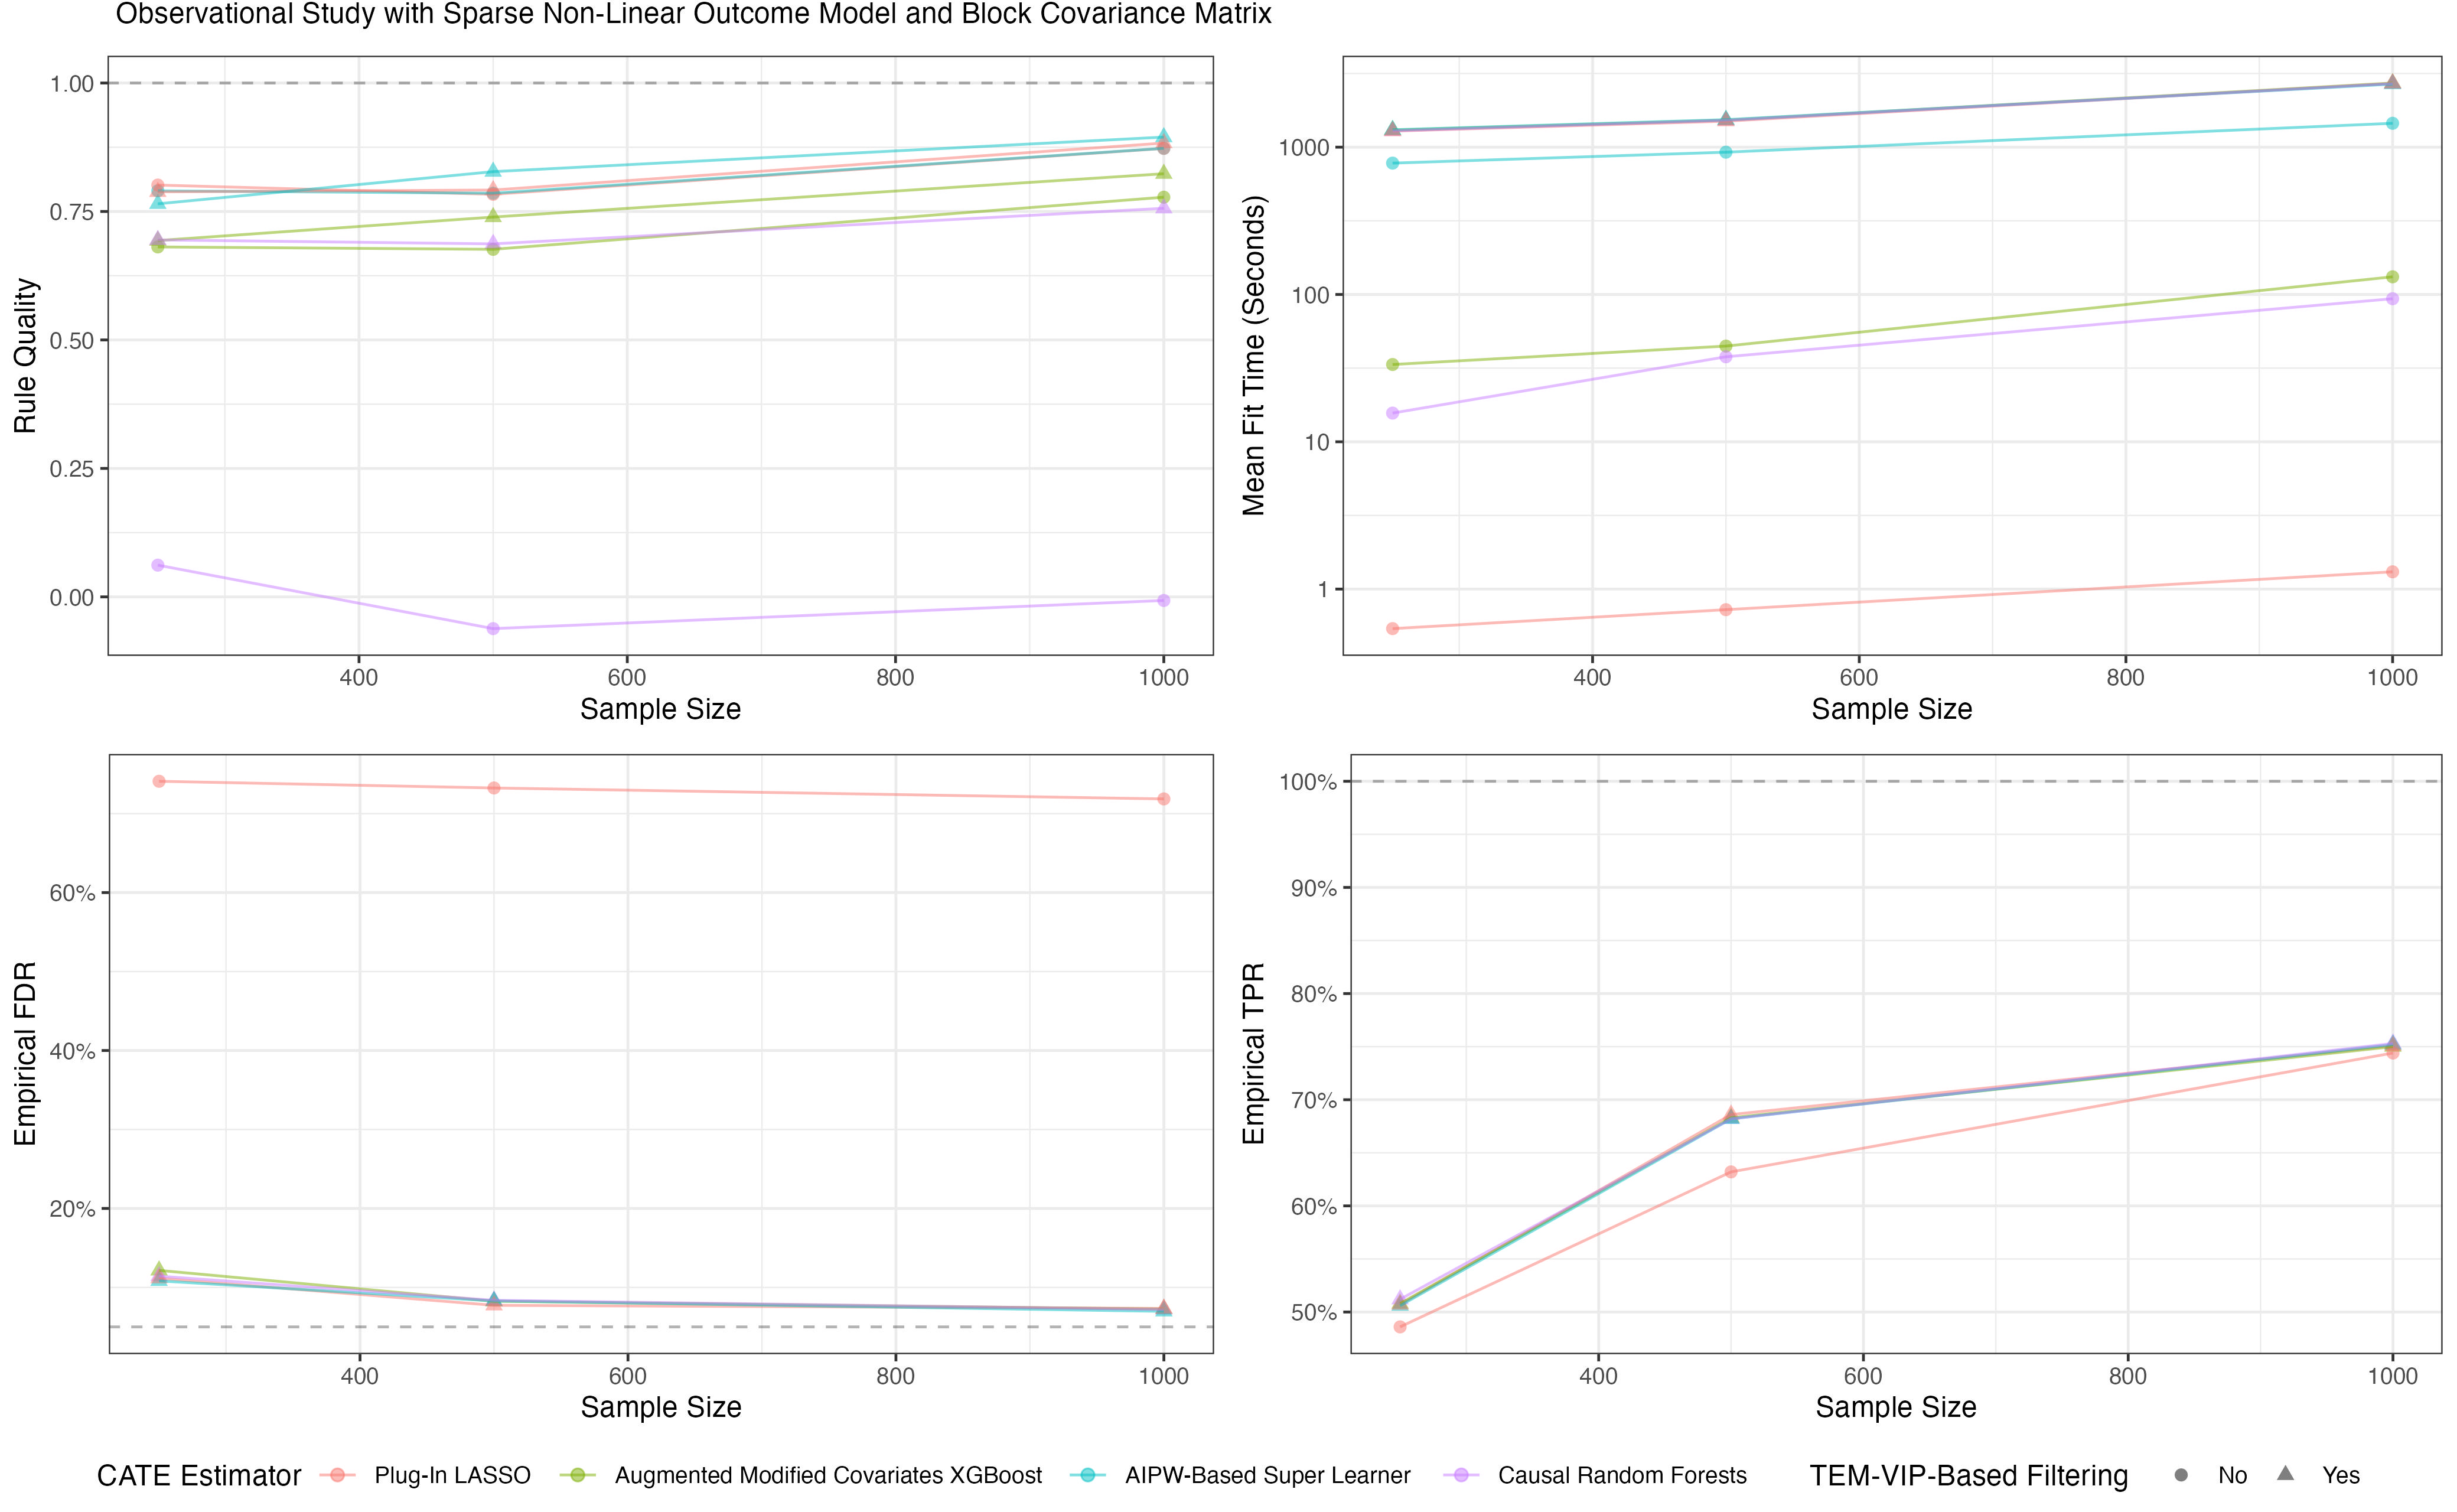 Observational Study with Sparse Non-Linear Outcome Model and Block Covariance Matrix
Rule Quality
1.00
0.75
0.50
0.25
0.00
400 600 800 1000
Sample Size
Mean Fit Time (Seconds)
1000
100
10
1
400 600 800 1000
Sample Size
Empirical FDR
60%
40%
20%
400 600 800 1000
Sample Size
Empirical TPR
100%
90%
80%
70%
60%
50%
400 600 800 1000
Sample Size
CATE Estimator Plug-In LASSO Augmented Modified Covariates XGBoost AIPW-Based Super Learner Causal Random Forests TEM-VIP-Based Filtering No Yes